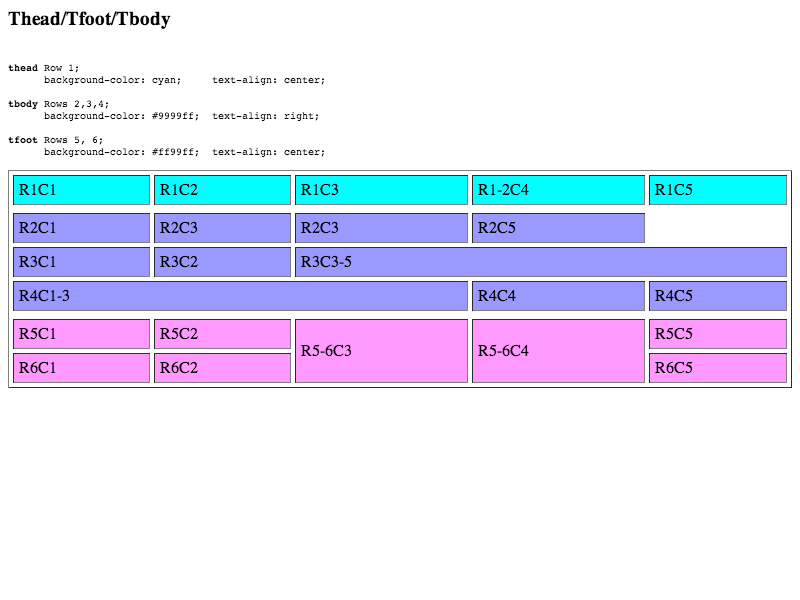 Thead/Tfoot/Tbody
thead Row 1;
background-color: cyan; text-align: center;
tbody Rows 2,3,4;
background-color: #9999ff; text-align: right;
tfoot Rows 5, 6;
background-color: #ff99ff; text-align: center;
R1C1 R1C2 R1C3 R1-2C4 R1C5
R2C1 R2C3 R2C3 R2C5
R3C1 R3C2 R3C3-5
R4C1-3 R4C4 R4C5
R5C1 R5C2 R5-6C3 R5-6C4 R5C5
R6C1 R6C2 R6C5